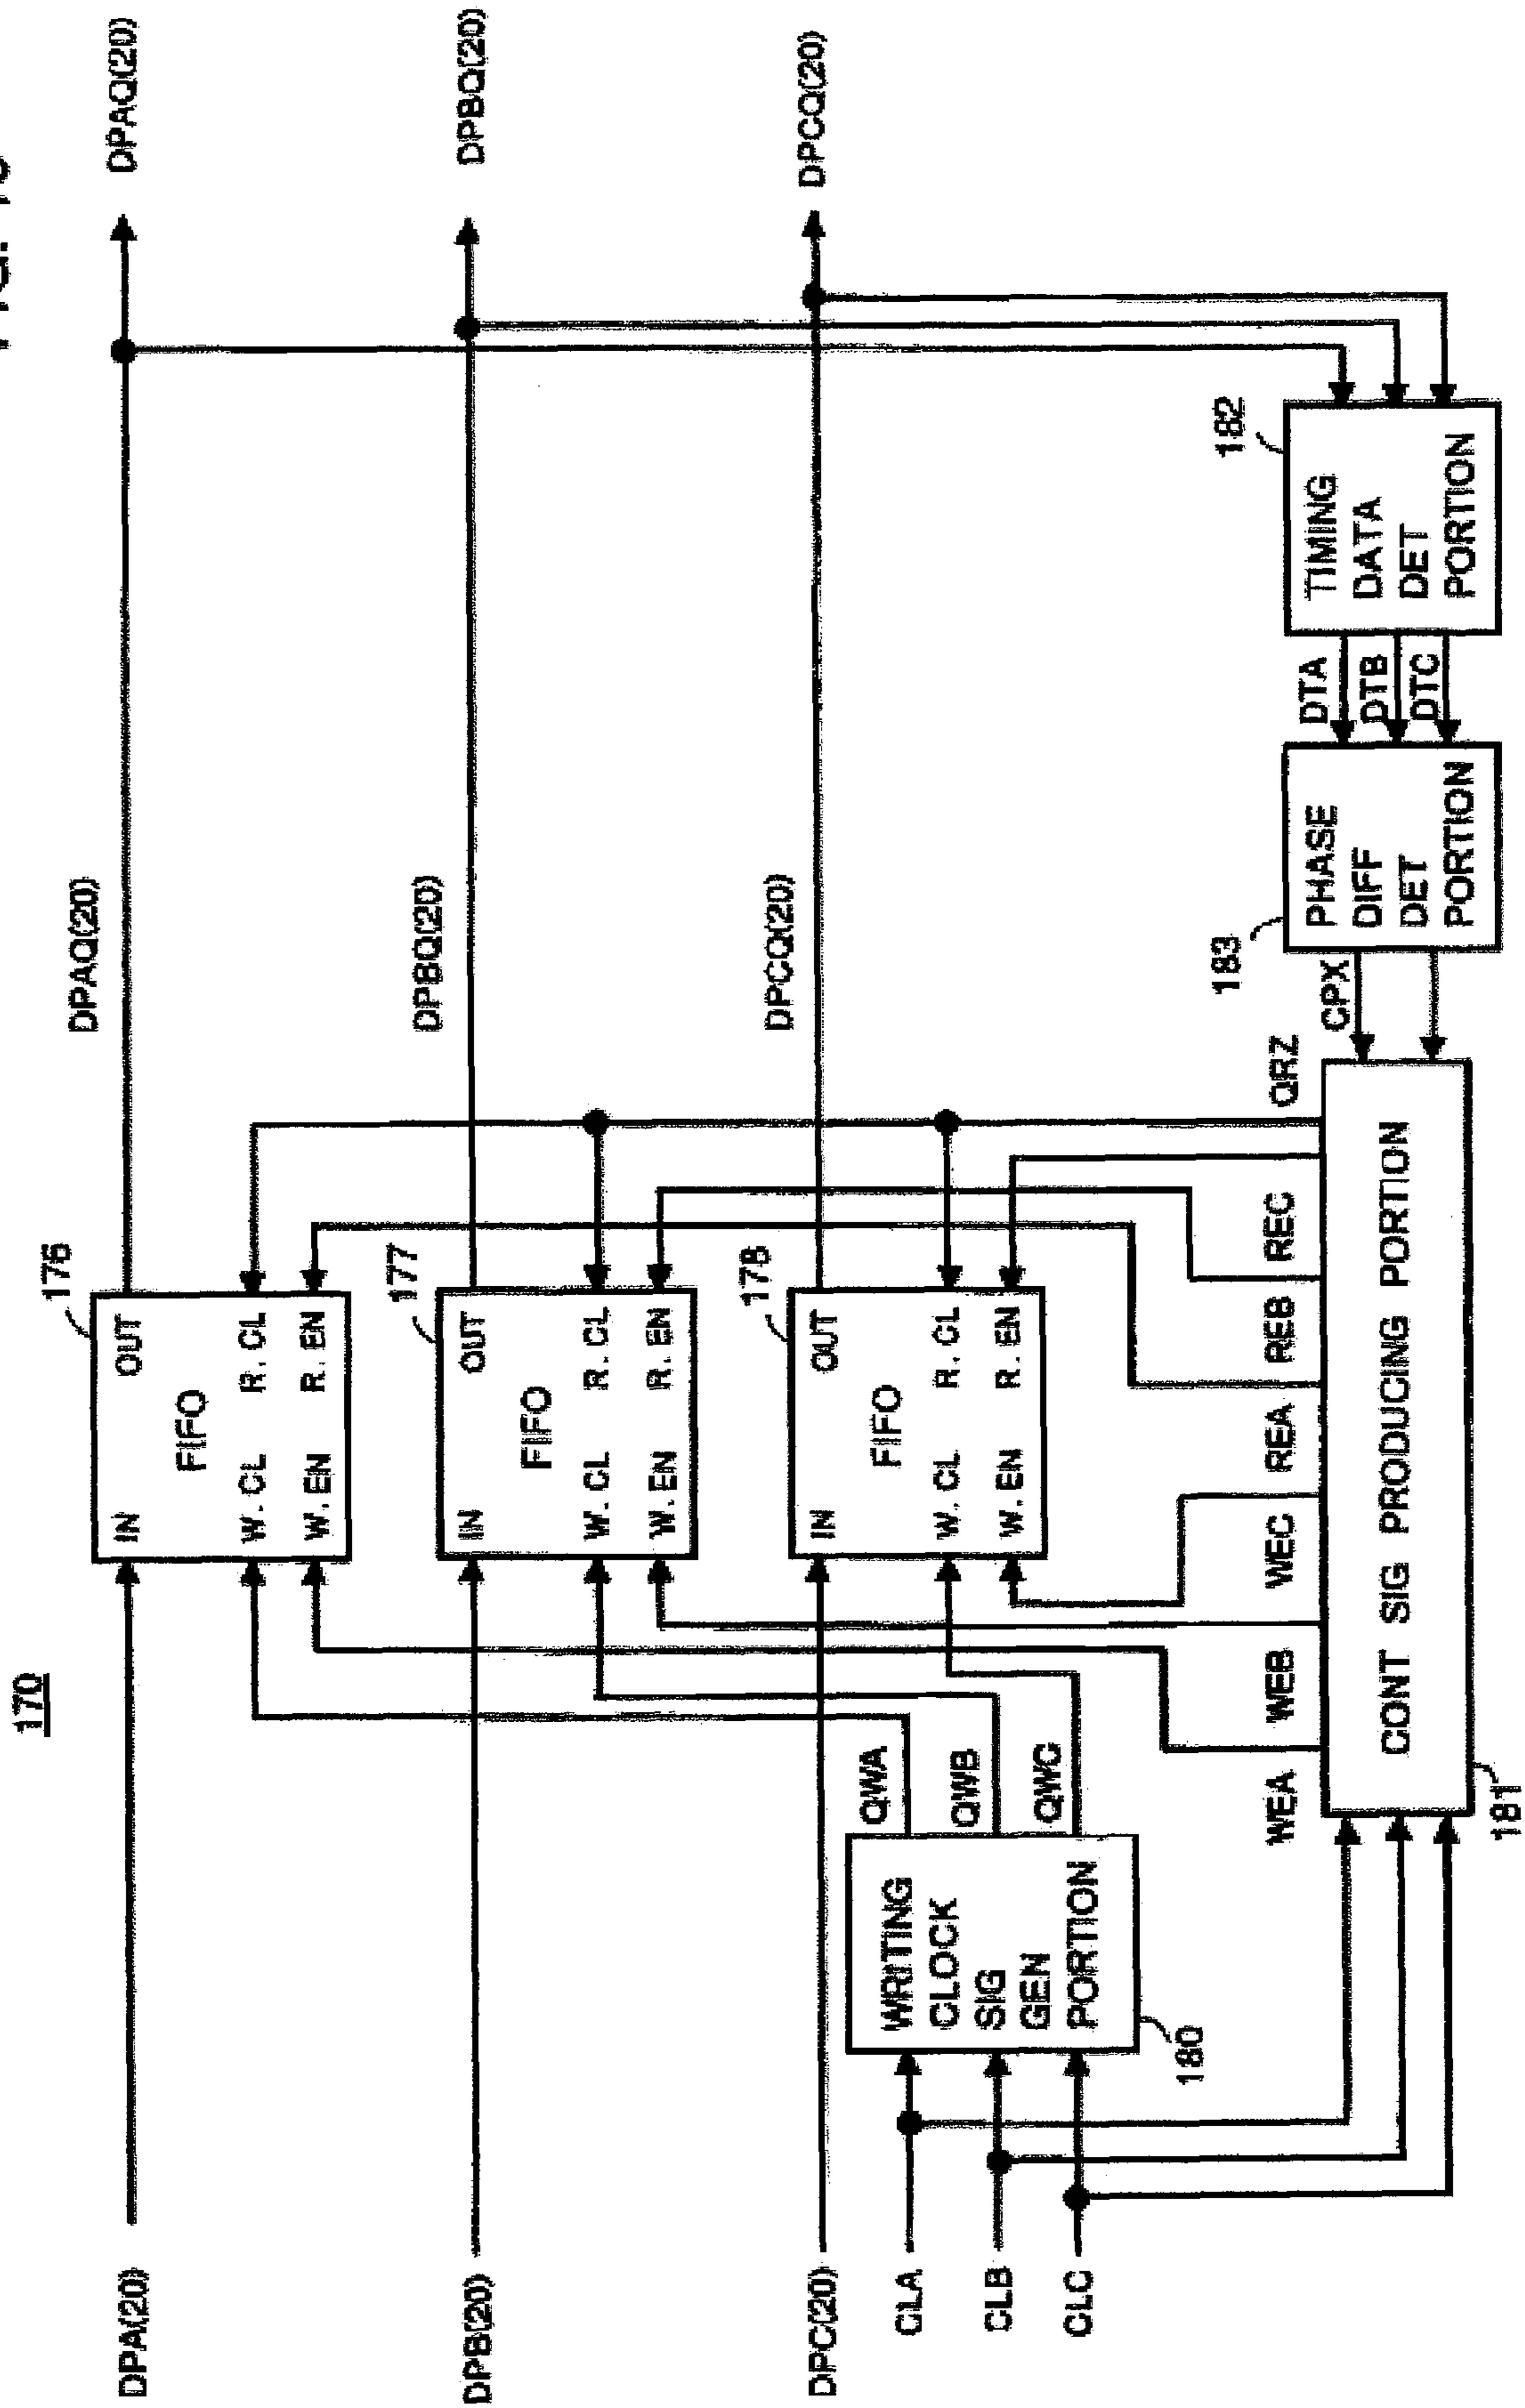 170
DPA(20)
IN
OUT
FIFO
W. CL
R. CL
W. EN
R. EN
176
DPAQ(20)
DPAQ(20)
DPB(20)
IN
OUT
FIFO
W. CL
R. CL
W. EN
R. EN
177
DPBQ(20)
DPBQ(20)
DPC(20)
IN
OUT
FIFO
W. CL
R. CL
W. EN
R. EN
178
DPCQ(20)
DPCQ(20)
CLA
CLB
CLC
WRITING
CLOCK
SIG
GEN
PORTION
180
QWA
QWB
QWC
WEA
WEB
WEC
REA
REB
REC
QRZ
CONT SIG PRODUCING PORTION
181
CPX
183
PHASE
DIFF
DET
PORTION
DTA
DTB
DTC
182
TIMING
DATA
DET
PORTION